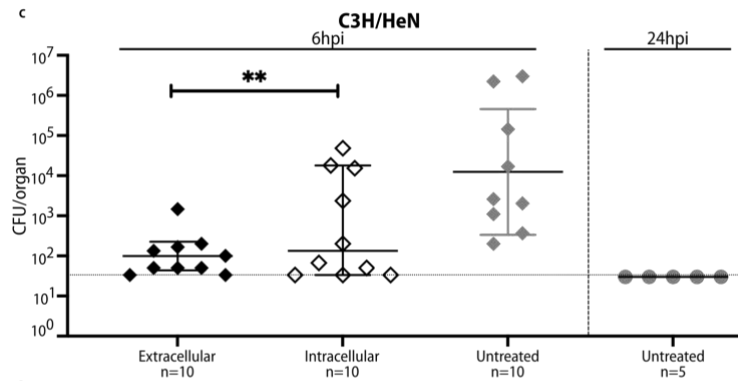 c
C3H/HeN
6hpi
24hpi
**
CFU/organ
10⁷
10⁶
10⁵
10⁴
10³
10²
10¹
10⁰
Extracellular
n=10
Intracellular
n=10
Untreated
n=10
Untreated
n=5